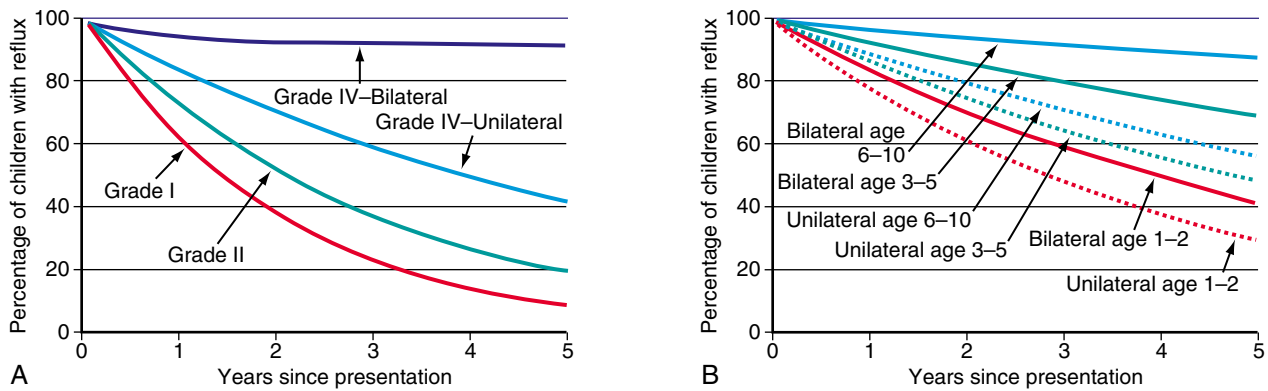 Percentage of children with reflux
100
80
60
40
20
0
Grade IV–Bilateral
Grade IV–Unilateral
Grade I
Grade II
0 1 2 3 4 5
Years since presentation
A
Percentage of children with reflux
100
80
60
40
20
0
Bilateral age
6–10
Bilateral age 3–5
Unilateral age 6–10
Unilateral age 3–5
Bilateral age 1–2
Unilateral age 1–2
0 1 2 3 4 5
Years since presentation
B